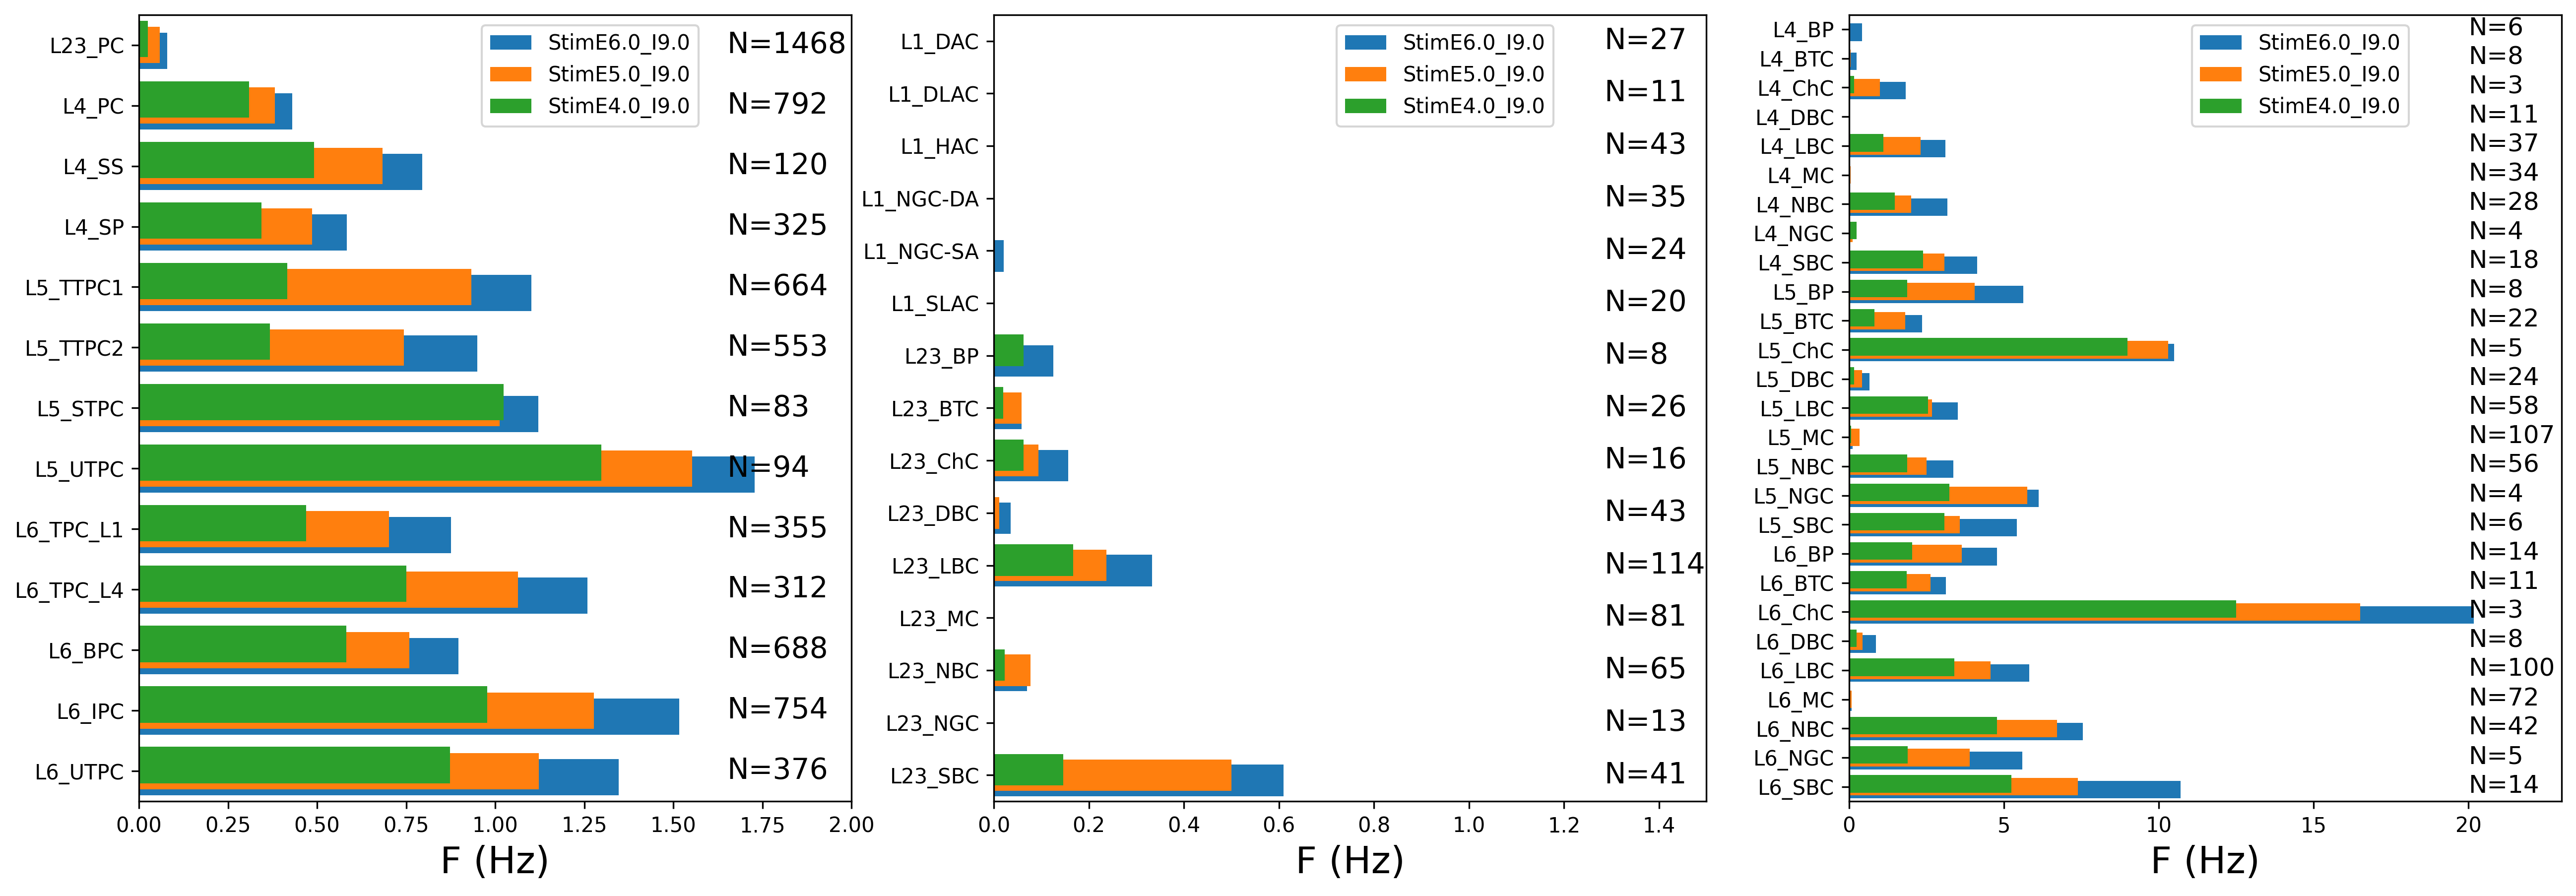 L23_PC
L4_PC
L4_SS
L4_SP
L5_TTPC1
L5_TTPC2
L5_STPC
L5_UTPC
L6_TPC_L1
L6_TPC_L4
L6_BPC
L6_IPC
L6_UTPC
StimE6.0_I9.0
StimE5.0_I9.0
StimE4.0_I9.0
N=1468
N=792
N=120
N=325
N=664
N=553
N=83
N=94
N=355
N=312
N=688
N=754
N=376
0.00 0.25 0.50 0.75 1.00 1.25 1.50 1.75 2.00
F (Hz)
L1_DAC
L1_DLAC
L1_HAC
L1_NGC-DA
L1_NGC-SA
L1_SLAC
L23_BP
L23_BTC
L23_ChC
L23_DBC
L23_LBC
L23_MC
L23_NBC
L23_NGC
L23_SBC
StimE6.0_I9.0
StimE5.0_I9.0
StimE4.0_I9.0
N=27
N=11
N=43
N=35
N=24
N=20
N=8
N=26
N=16
N=43
N=114
N=81
N=65
N=13
N=41
0.0 0.2 0.4 0.6 0.8 1.0 1.2 1.4
F (Hz)
L4_BP
L4_BTC
L4_ChC
L4_DBC
L4_LBC
L4_MC
L4_NBC
L4_NGC
L4_SBC
L5_BP
L5_BTC
L5_ChC
L5_DBC
L5_LBC
L5_MC
L5_NBC
L5_NGC
L5_SBC
L6_BP
L6_BTC
L6_ChC
L6_DBC
L6_LBC
L6_MC
L6_NBC
L6_NGC
L6_SBC
StimE6.0_I9.0
StimE5.0_I9.0
StimE4.0_I9.0
N=6
N=8
N=3
N=11
N=37
N=34
N=28
N=4
N=18
N=8
N=22
N=5
N=24
N=58
N=107
N=56
N=4
N=6
N=14
N=11
N=3
N=8
N=100
N=72
N=42
N=5
N=14
0 5 10 15 20
F (Hz)